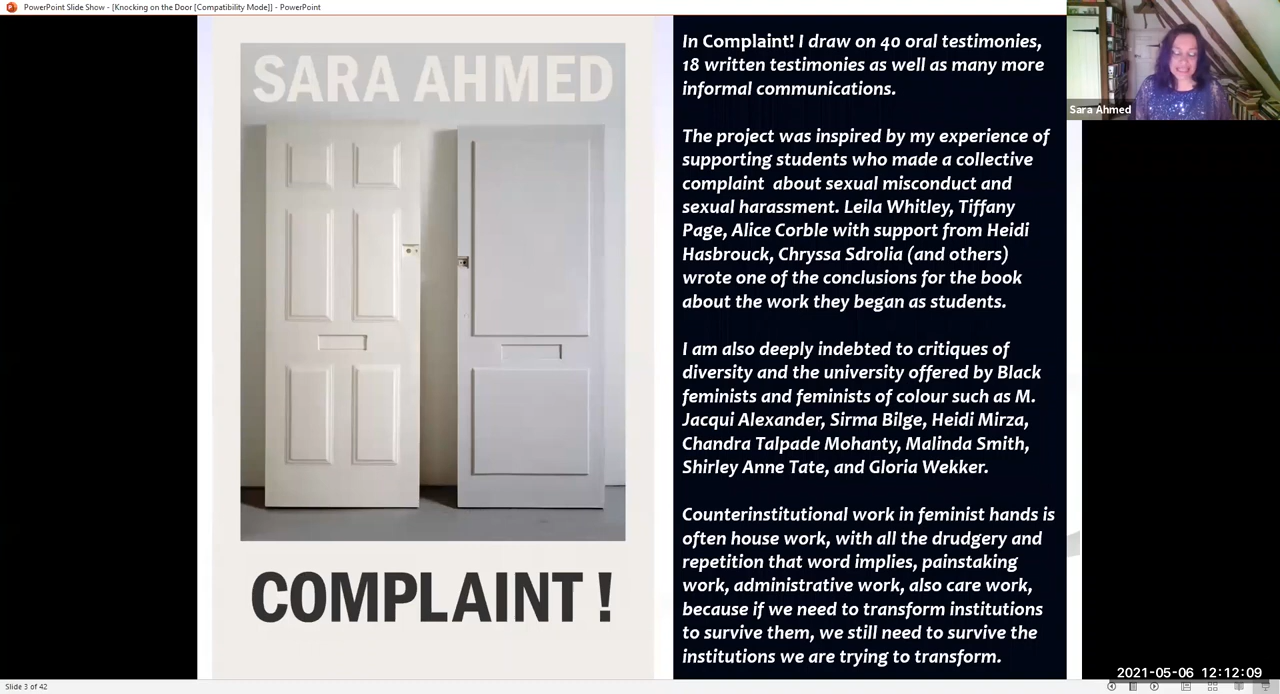 PowerPoint Slide Show - [Knocking on the Door [Compatibility Mode]] - PowerPoint
SARA AHMED
COMPLAINT !
In Complaint! I draw on 40 oral testimonies,
18 written testimonies as well as many more
informal communications.
The project was inspired by my experience of
supporting students who made a collective
complaint about sexual misconduct and
sexual harassment. Leila Whitley, Tiffany
Page, Alice Corble with support from Heidi
Hasbrouck, Chryssa Sdrolia (and others)
wrote one of the conclusions for the book
about the work they began as students.
I am also deeply indebted to critiques of
diversity and the university offered by Black
feminists and feminists of colour such as M.
Jacqui Alexander, Sirma Bilge, Heidi Mirza,
Chandra Talpade Mohanty, Malinda Smith,
Shirley Anne Tate, and Gloria Wekker.
Counterinstitutional work in feminist hands is
often house work, with all the drudgery and
repetition that word implies, painstaking
work, administrative work, also care work,
because if we need to transform institutions
to survive them, we still need to survive the
institutions we are trying to transform.
Sara Ahmed
2021-05-06 12:12:09
Slide 3 of 42